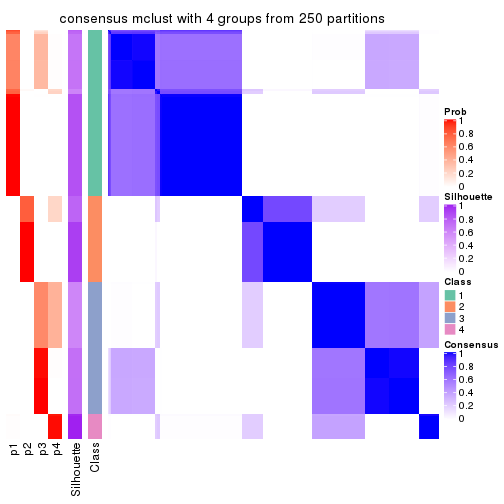 consensus mclust with 4 groups from 250 partitions
Prob
1
0.8
0.6
0.4
0.2
0
Silhouette
1
0.8
0.6
0.4
0.2
0
Class
1
2
3
4
Consensus
1
0.8
0.6
0.4
0.2
0
p1
p2
p3
p4
Silhouette
Class